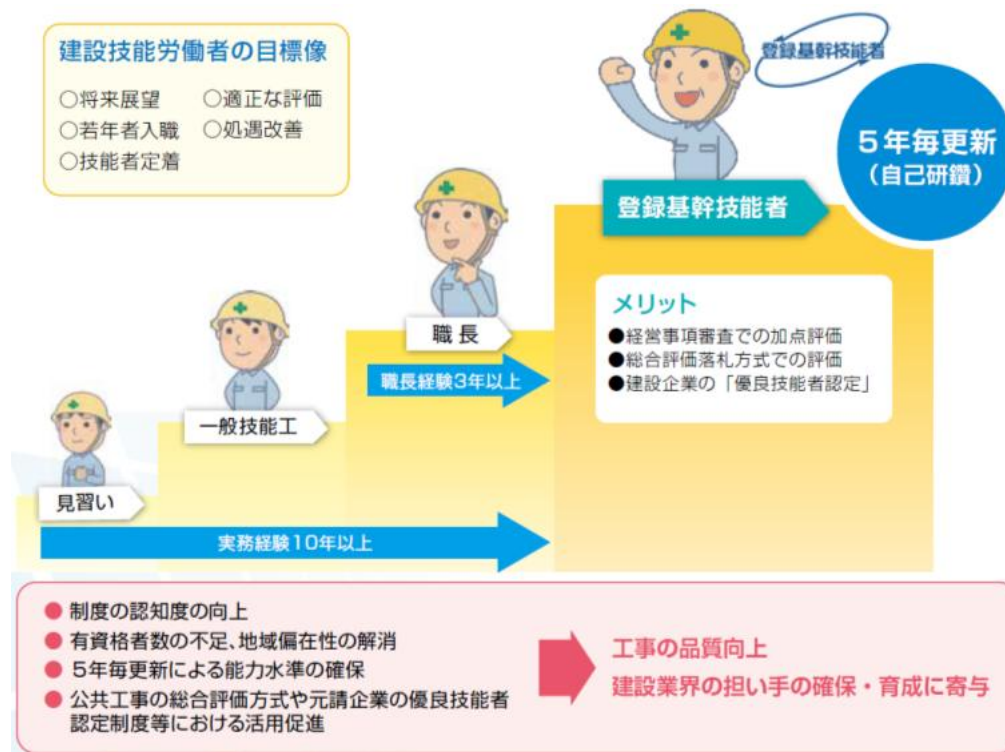 建設技能労働者の目標像
○将来展望 ○適正な評価
○若年者入職 ○処遇改善
○技能者定着
登録基幹技能者
5年毎更新
（自己研鑽）
登録基幹技能者
メリット
●経営事項審査での加点評価
●総合評価落札方式での評価
●建設企業の「優良技能者認定」
職長
職長経験3年以上
一般技能工
見習い
実務経験10年以上
● 制度の認知度の向上
● 有資格者数の不足、地域偏在性の解消
● 5年毎更新による能力水準の確保
● 公共工事の総合評価方式や元請企業の優良技能者
認定制度等における活用促進
工事の品質向上
建設業界の担い手の確保・育成に寄与